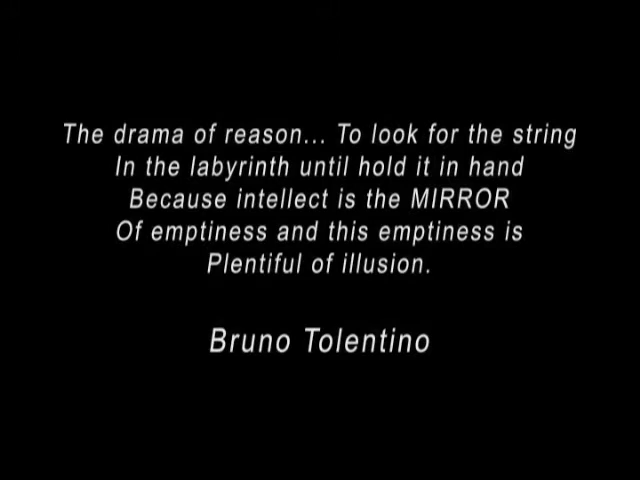 The drama of reason... To look for the string
In the labyrinth until hold it in hand
Because intellect is the MIRROR
Of emptiness and this emptiness is
Plentiful of illusion.
Bruno Tolentino